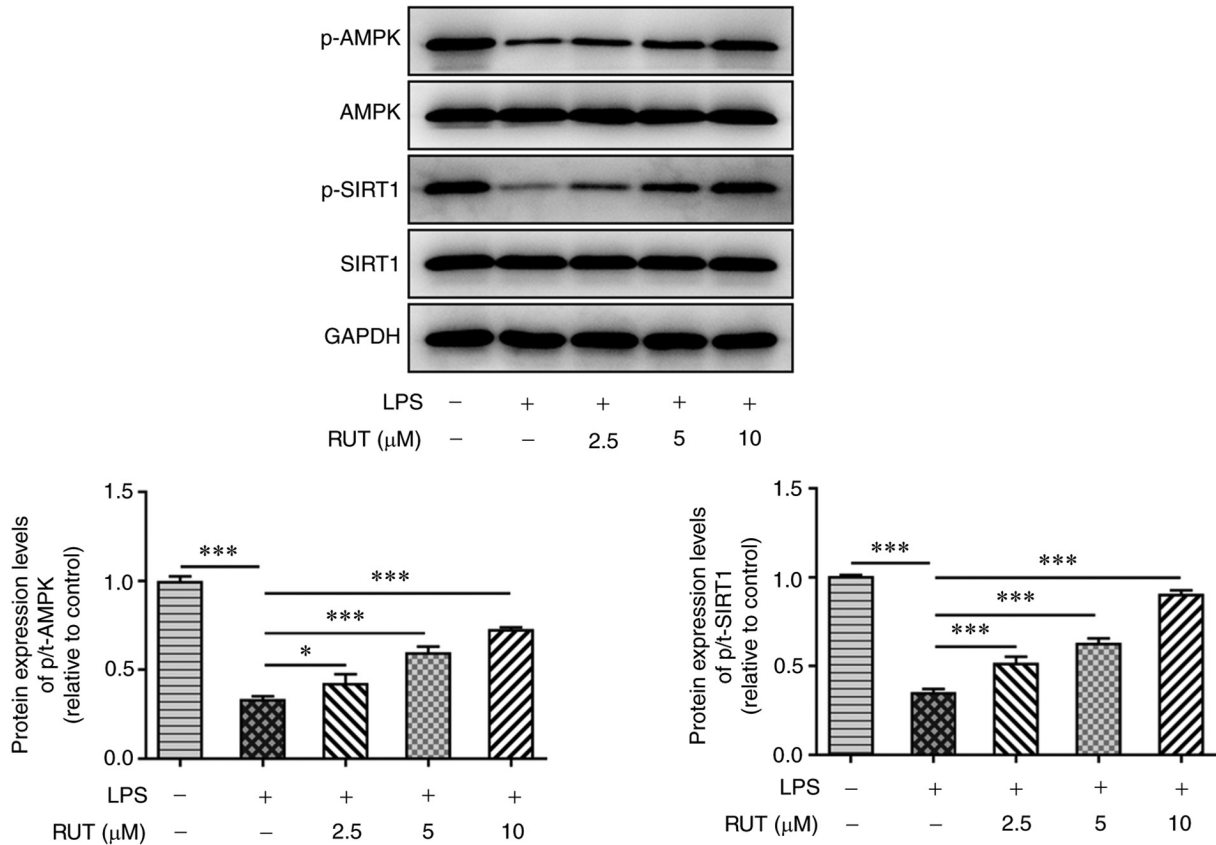 p-AMPK
AMPK
p-SIRT1
SIRT1
GAPDH
LPS – + + + +
RUT (μM) – – 2.5 5 10
Protein expression levels
of p/t-AMPK
(relative to control)
1.5
1.0
0.5
0.0
***
***
***
*
LPS – + + + +
RUT (μM) – – 2.5 5 10
Protein expression levels
of p/t-SIRT1
(relative to control)
1.5
1.0
0.5
0.0
***
***
***
***
LPS – + + + +
RUT (μM) – – 2.5 5 10